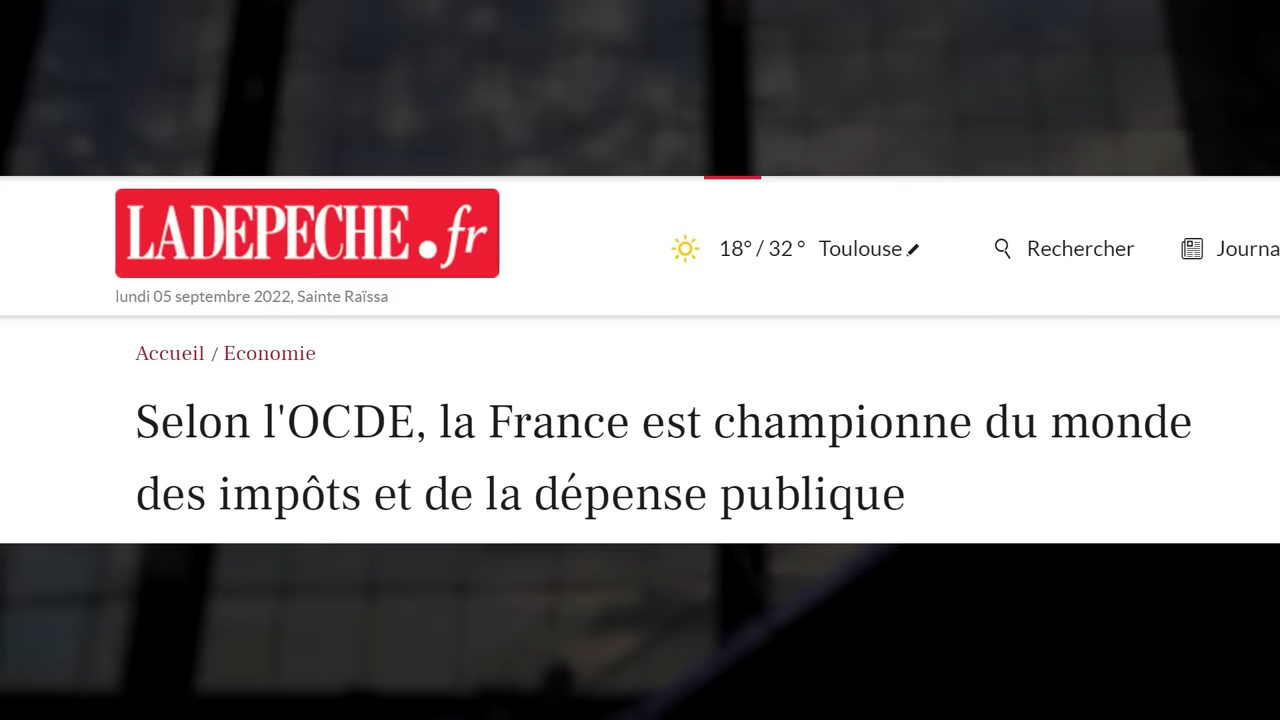 LADEPECHE.fr
18° / 32 ° Toulouse
Rechercher
Journa
lundi 05 septembre 2022, Sainte Raïssa
Accueil / Economie
Selon l'OCDE, la France est championne du monde
des impôts et de la dépense publique